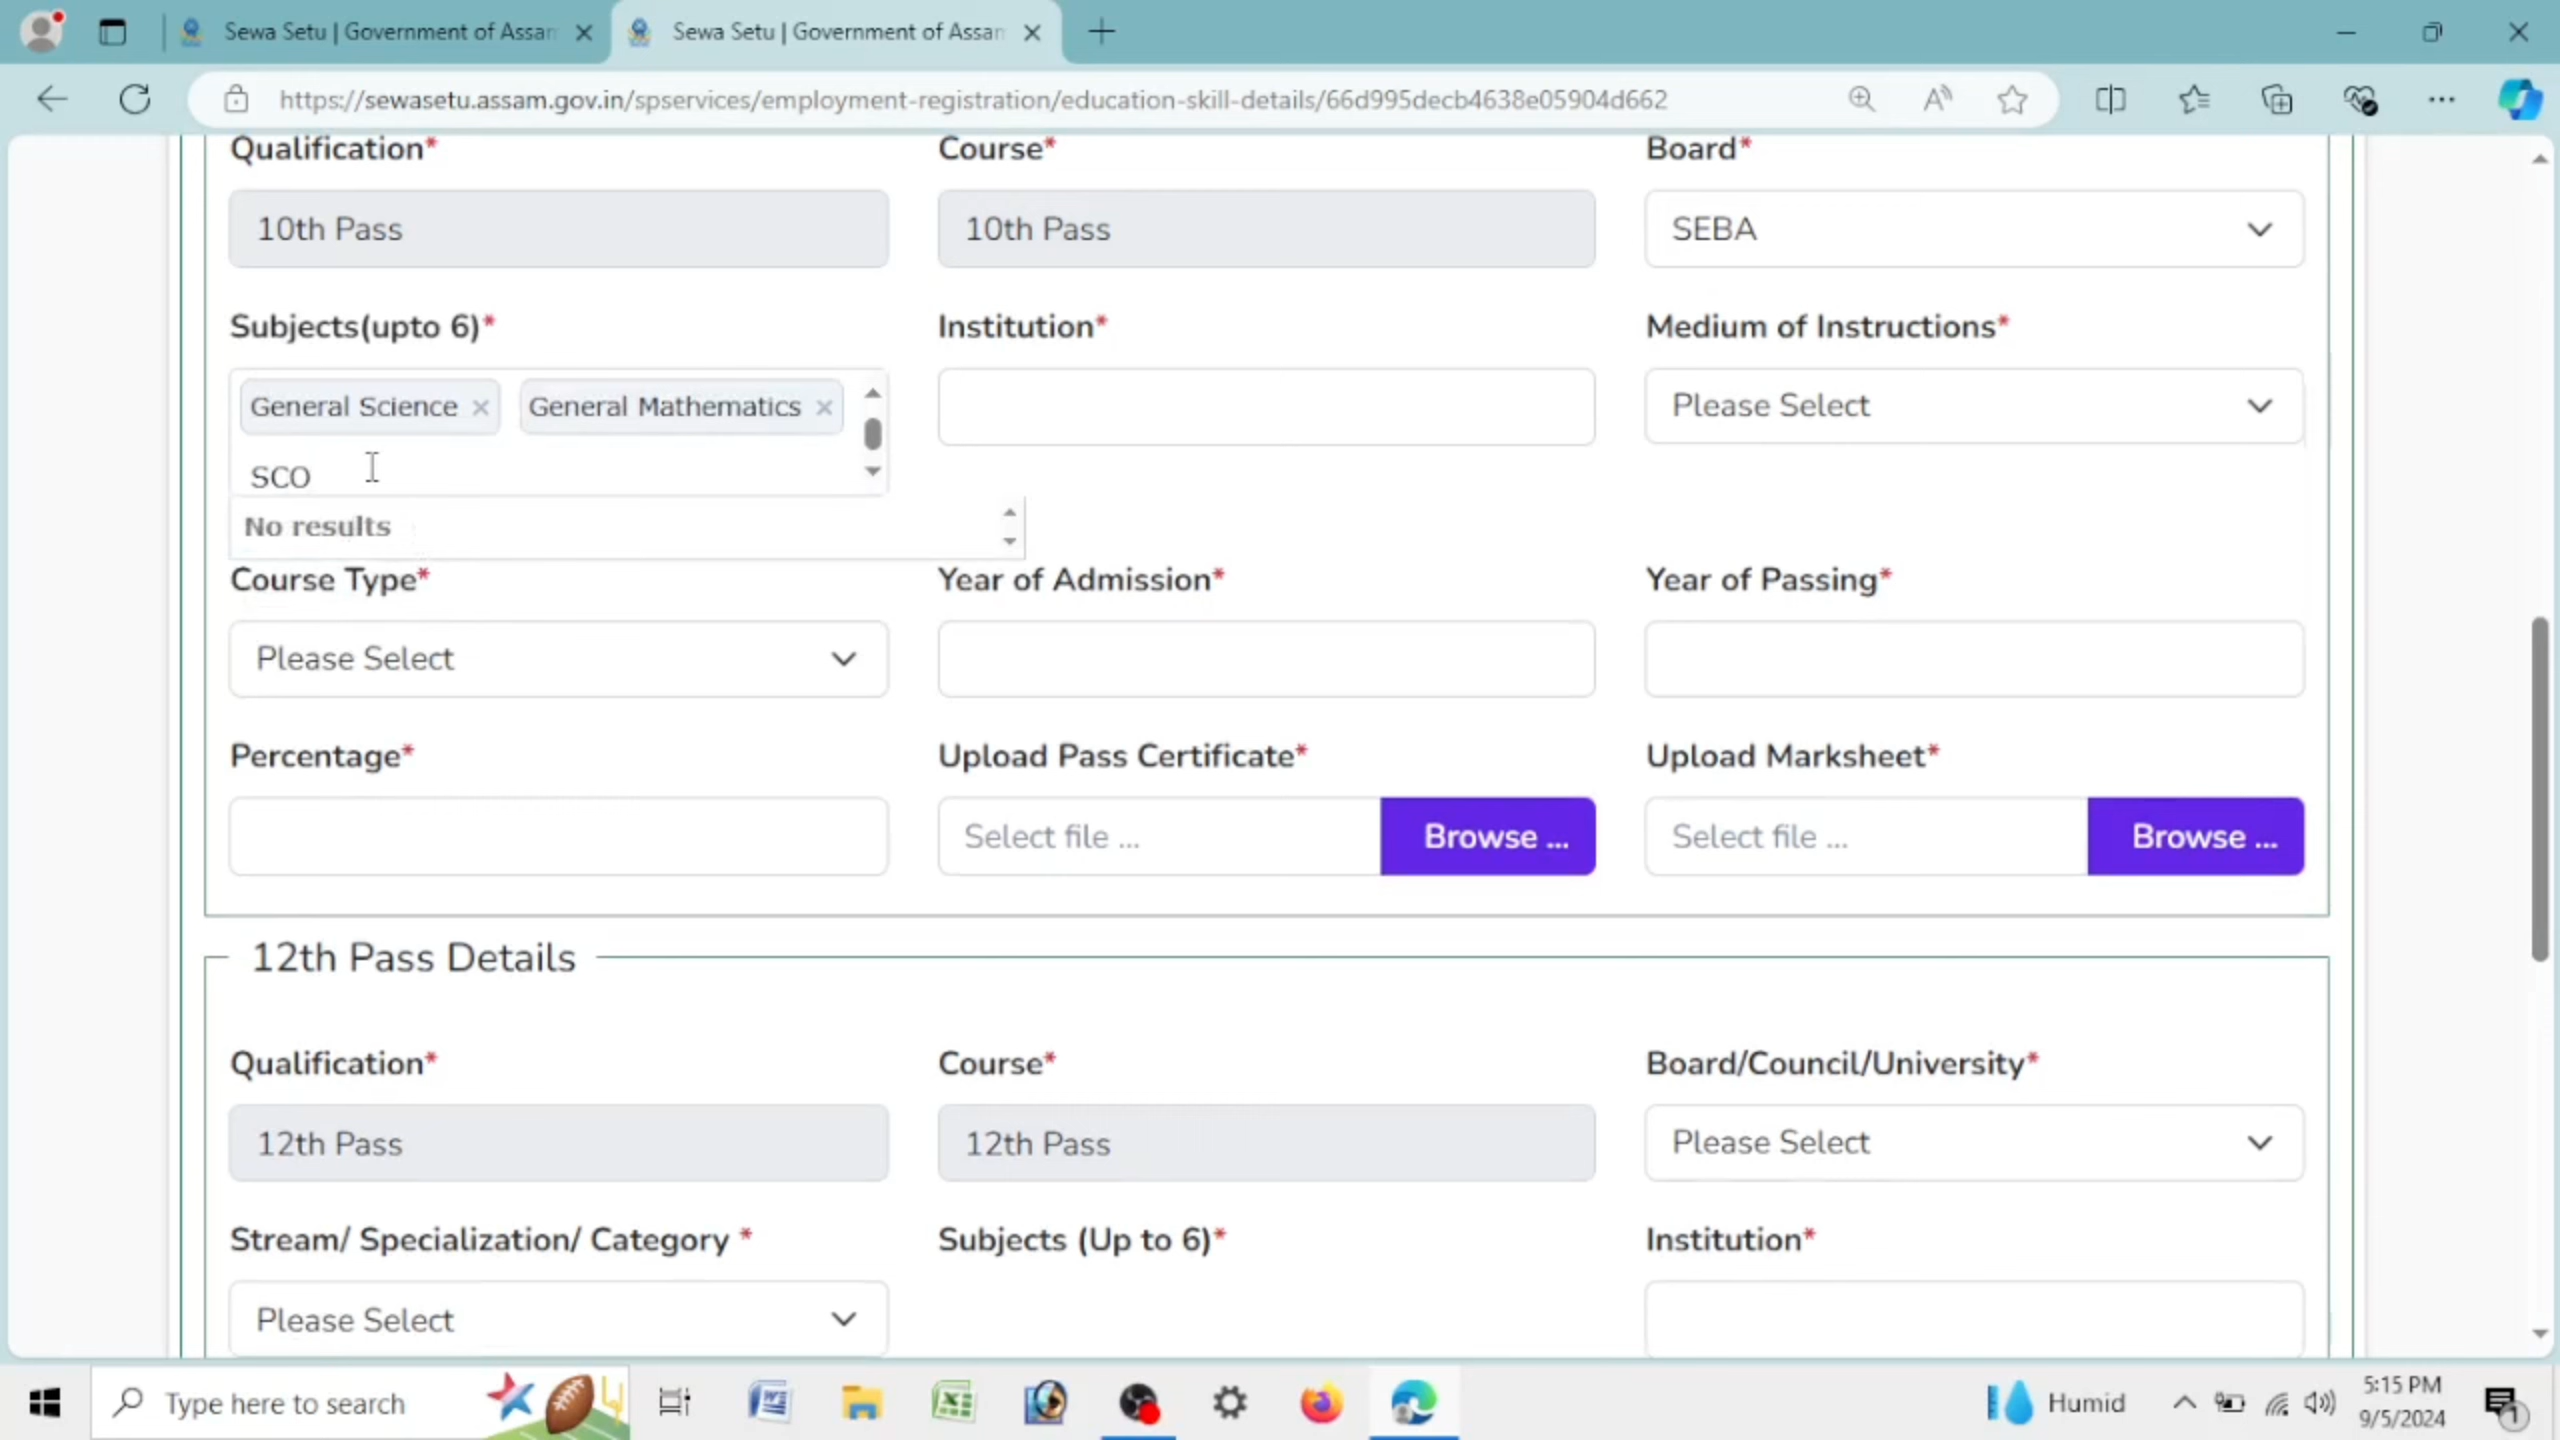 Sewa Setu | Government of Assan
Sewa Setu | Government of Assan
https://sewasetu.assam.gov.in/spservices/employment-registration/education-skill-details/66d995decb4638e05904d662
Qualification* Course* Board*
10th Pass 10th Pass SEBA
Subjects(upto 6)* Institution* Medium of Instructions*
General Science × General Mathematics × Please Select
SCO
No results
Course Type* Year of Admission* Year of Passing*
Please Select
Percentage* Upload Pass Certificate* Upload Marksheet*
Select file ... Browse ... Select file ... Browse ...
12th Pass Details
Qualification* Course* Board/Council/University*
12th Pass 12th Pass Please Select
Stream/ Specialization/ Category * Subjects (Up to 6)* Institution*
Please Select
Type here to search Humid 5:15 PM
9/5/2024